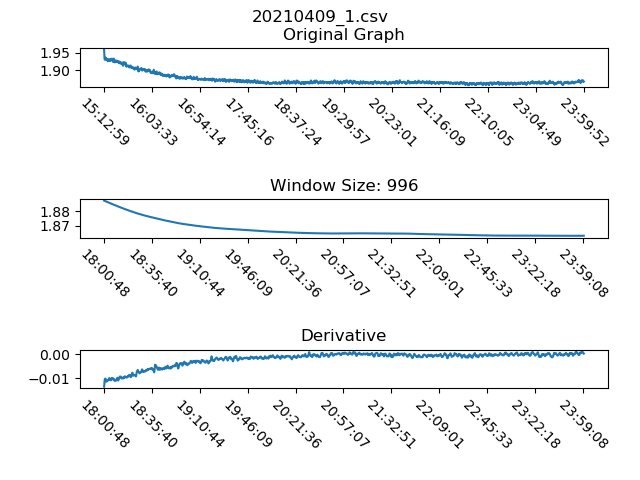 20210409_1.csv
Original Graph
1.95
1.90
15:12:59 16:03:33 16:54:14 17:45:16 18:37:24 19:29:57 20:23:01 21:16:09 22:10:05 23:04:49 23:59:52
Window Size: 996
1.88
1.87
18:00:48 18:35:40 19:10:44 19:46:09 20:21:36 20:57:07 21:32:51 22:09:01 22:45:33 23:22:18 23:59:08
Derivative
0.00
−0.01
18:00:48 18:35:40 19:10:44 19:46:09 20:21:36 20:57:07 21:32:51 22:09:01 22:45:33 23:22:18 23:59:08